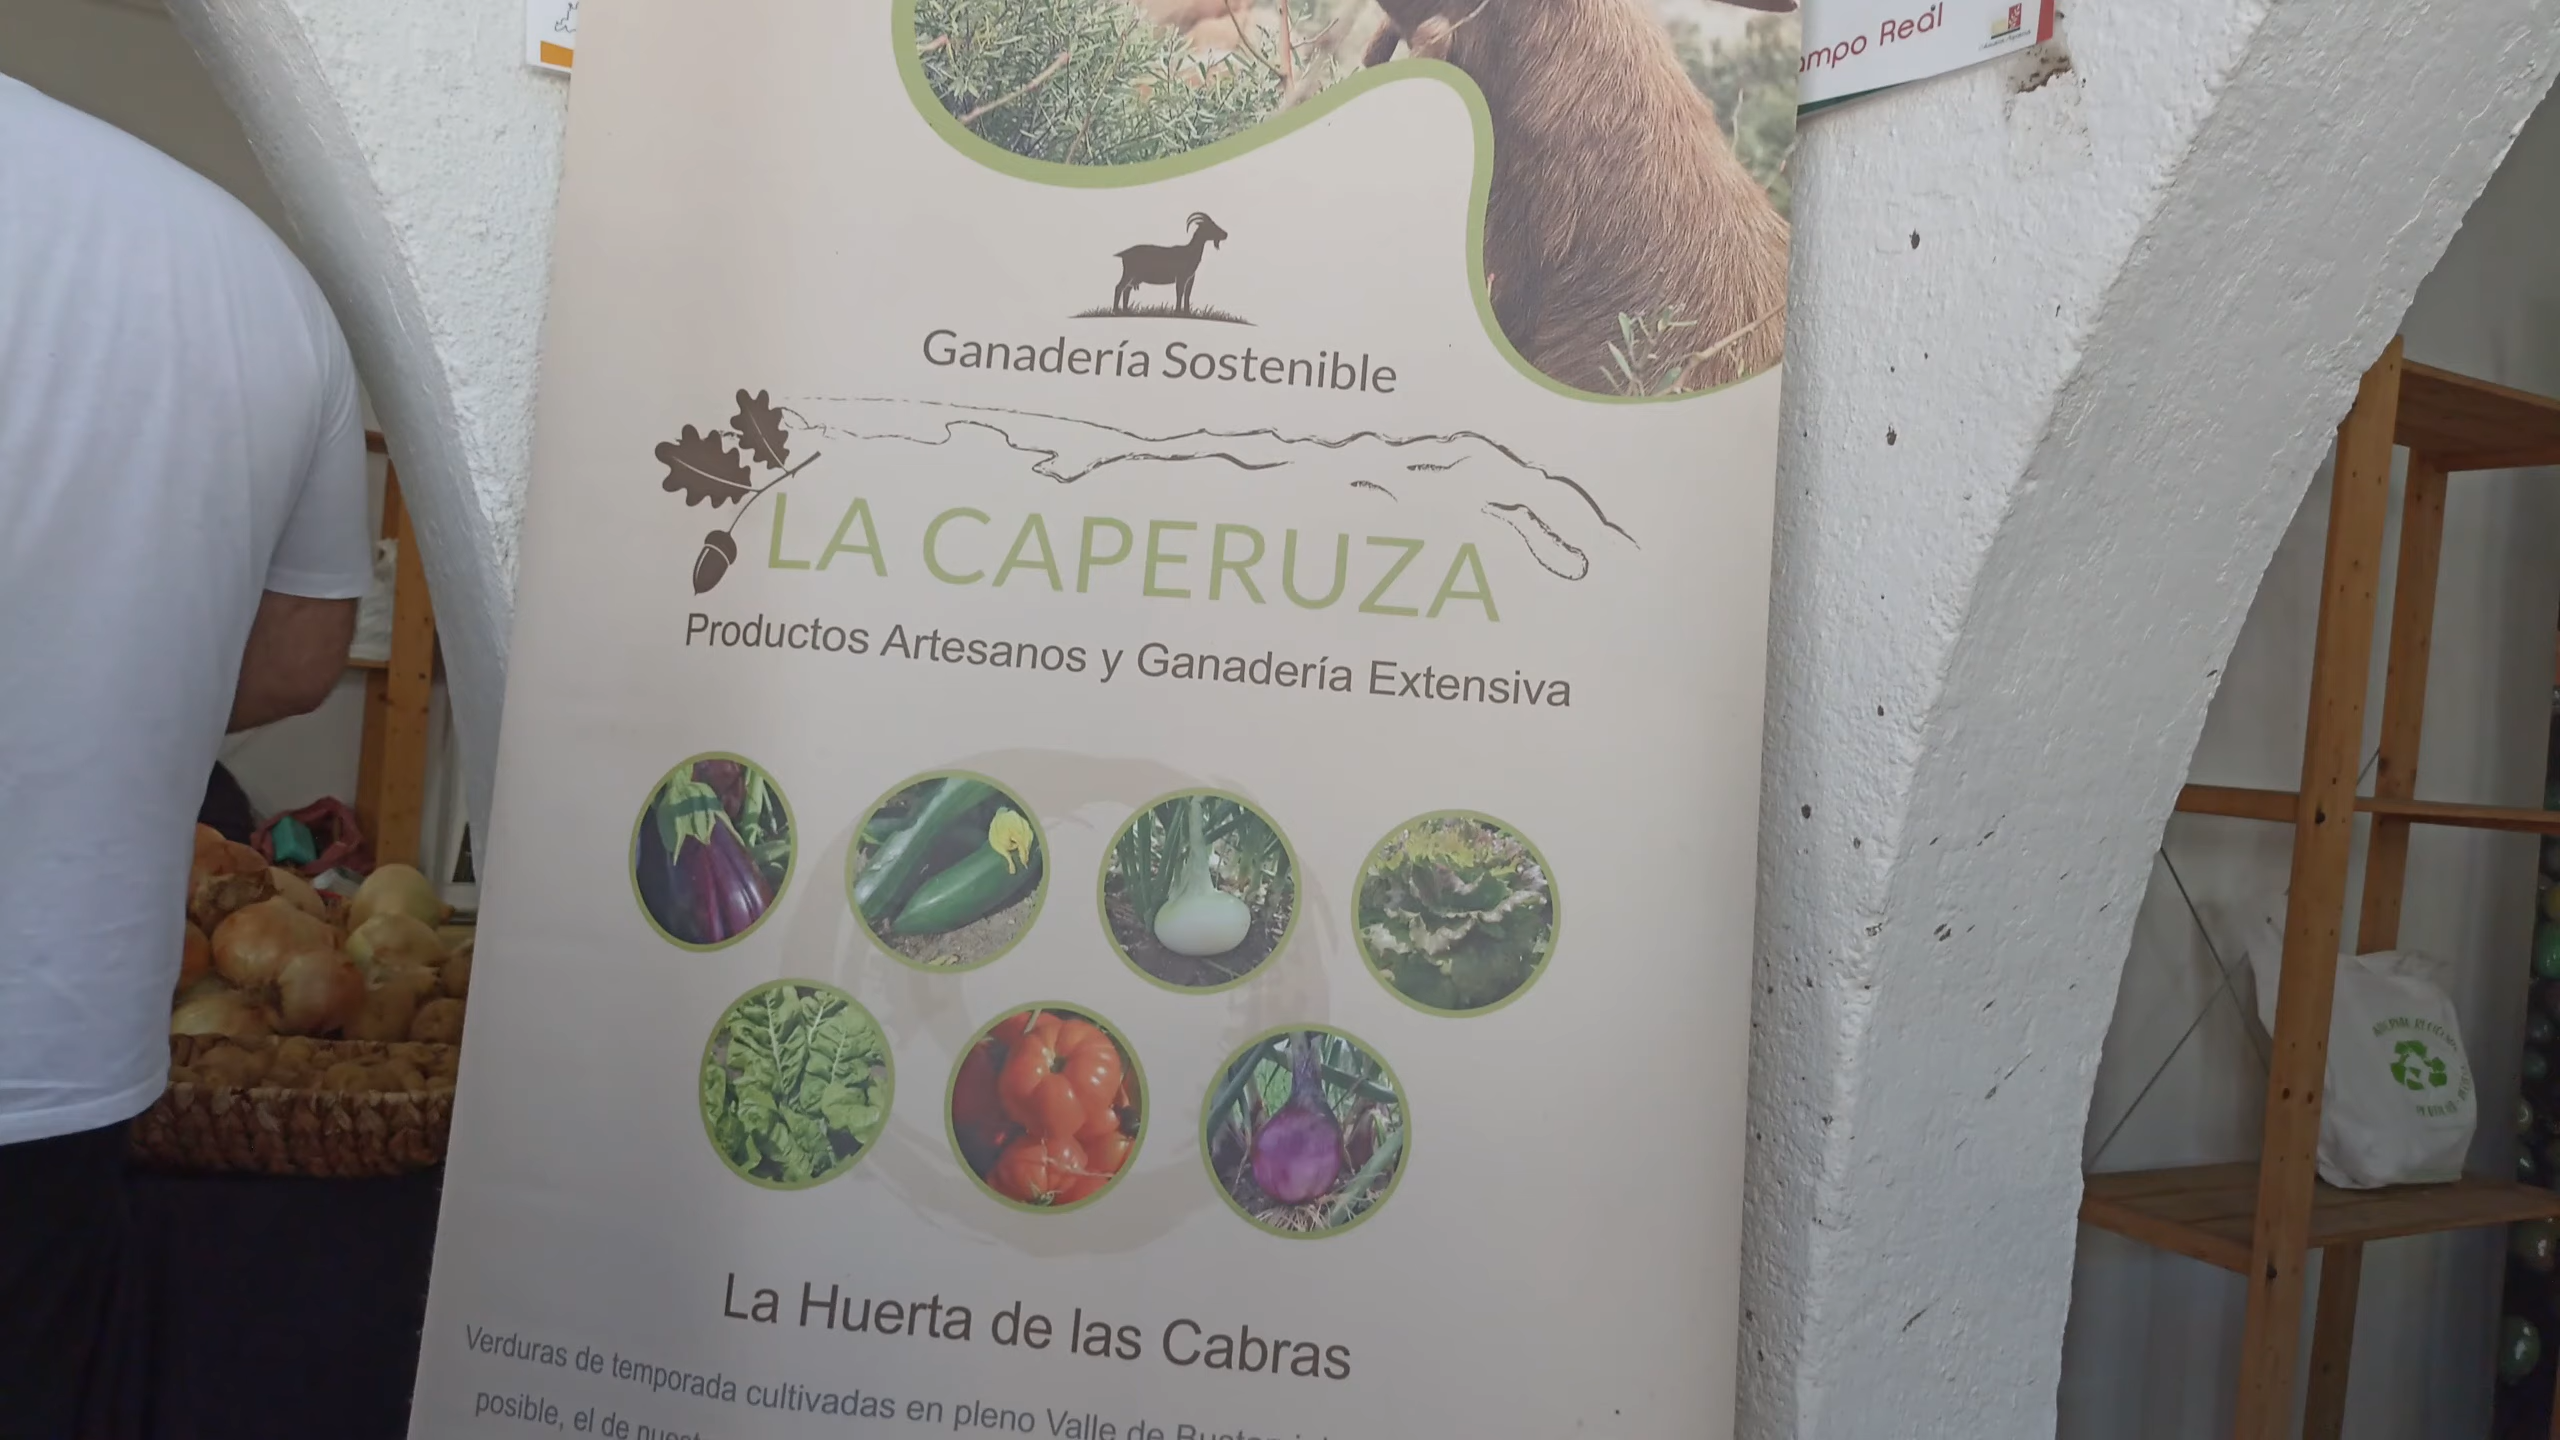 ampo Real
Ganadería Sostenible
LA CAPERUZA
Productos Artesanos y Ganadería Extensiva
La Huerta de las Cabras
Verduras de temporada cultivadas en pleno Valle de
posible, el de